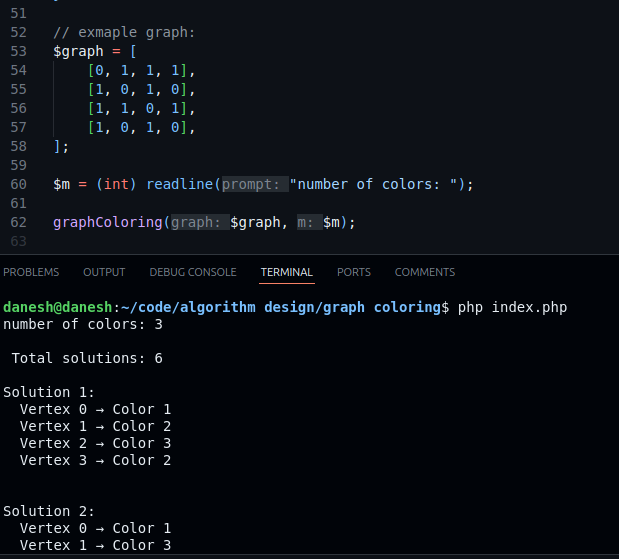 51
52 // exmaple graph:
53 $graph = [
54 [0, 1, 1, 1],
55 [1, 0, 1, 0],
56 [1, 1, 0, 1],
57 [1, 0, 1, 0],
58 ];
59
60 $m = (int) readline(prompt: "number of colors: ");
61
62 graphColoring(graph: $graph, m: $m);
63
PROBLEMS OUTPUT DEBUG CONSOLE TERMINAL PORTS COMMENTS
danesh@danesh:~/code/algorithm design/graph coloring$ php index.php
number of colors: 3
Total solutions: 6
Solution 1:
Vertex 0 → Color 1
Vertex 1 → Color 2
Vertex 2 → Color 3
Vertex 3 → Color 2
Solution 2:
Vertex 0 → Color 1
Vertex 1 → Color 3